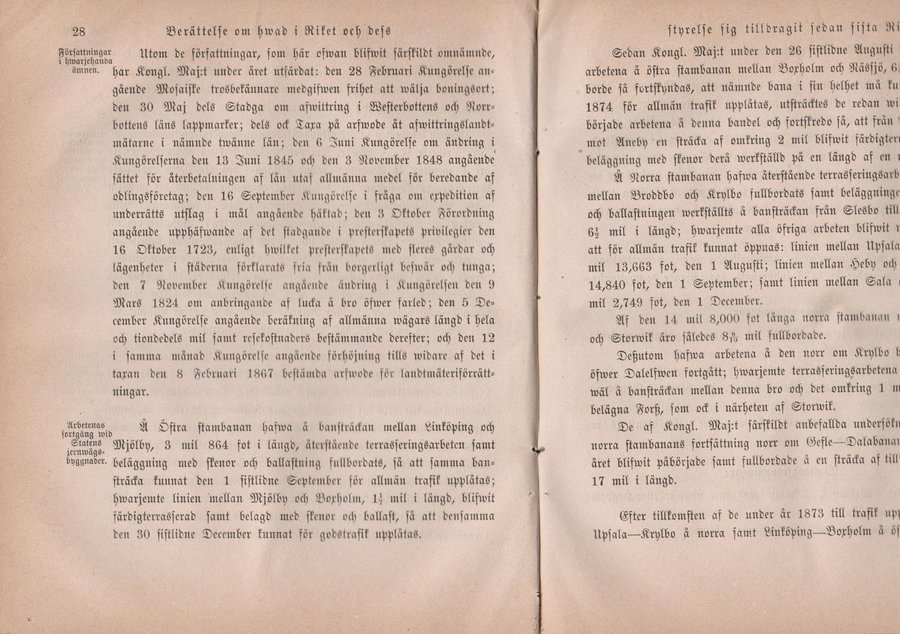 28 Berättelse om hwad i Riket och dess
Författningar
i hwarjehanda
ämnen.
Utom de författningar, som här ofwan blifwit särskildt omnämnde,
har Kongl. Maj:t under året utfärdat: den 28 Februari Kungörelse an-
gående Mosaiske trosbekännare medgifwen frihet att wälja boningsort;
den 30 Maj dels Stadga om afwittring i Westerbottens och Norr-
bottens läns lappmarker; dels ock Taxa på arfwode åt afwittringslandt-
mätarne i nämnde twänne län; den 6 Juni Kungörelse om ändring i
Kungörelserna den 13 Juni 1845 och den 3 November 1848 angående
sättet för återbetalningen af lån utaf allmänna medel för beredande af
odlingsföretag; den 16 September Kungörelse i fråga om expedition af
underrätts utslag i mål angående häktad; den 3 Oktober Förordning
angående upphäfwande af det stadgande i presterskapets privilegier den
16 Oktober 1723, enligt hwilket presterskapets med fleres gårdar och
lägenheter i städerna förklarats fria från borgerligt beswär och tunga;
den 7 November Kungörelse angående ändring i Kungörelsen den 9
Mars 1824 om anbringande af lucka å bro öfwer farled; den 5 De-
cember Kungörelse angående beräkning af allmänna wägars längd i hela
och tiondedels mil samt resekostnaders bestämmande derefter; och den 12
i samma månad Kungörelse angående förhöjning tills widare af det i
taxan den 8 Februari 1867 bestämda arfwode för landtmäteriförrätt-
ningar.
Arbetenas
fortgång wid
Statens
jernwägs-
byggnader.
Å Östra stambanan hafwa å bansträckan mellan Linköping och
Mjölby, 3 mil 864 fot i längd, återstående terrasseringsarbeten samt
beläggning med skenor och ballastning fullbordats, så att samma ban-
sträcka kunnat den 1 sistlidne September för allmän trafik upplåtas;
hwarjemte linien mellan Mjölby och Boxholm, 1½ mil i längd, blifwit
färdigterrasserad samt belagd med skenor och ballast, så att densamma
den 30 sistlidne December kunnat för godstrafik upplåtas.
styrelse sig tilldragit sedan sista
Sedan Kongl. Maj:t under den 26 sistlidne Augusti
arbetena å östra stambanan mellan Boxholm och Näsjö, 6
borde så fortskyndas, att nämnde bana i sin helhet må
1874 för allmän trafik upplåtas, utsträcktes de redan
började arbetena å denna bandel och fortskredo så, att från
mot Aneby en sträcka af omkring 2 mil blifwit
beläggning med skenor derå werkställd på en längd af en
Å Norra stambanan hafwa återstående
mellan Broddbo och Krylbo fullbordats samt
och ballastningen werkställts å bansträckan från Slesbo
6½ mil i längd; hwarjemte alla öfriga arbeten blifwit
att för allmän trafik kunnat öppnas: linien mellan Upsala
mil 13,663 fot, den 1 Augusti; linien mellan Heby och
14,840 fot, den 1 September; samt linien mellan Sala
mil 2,749 fot, den 1 December.
Af den 14 mil 8,000 fot långa norra stambanan
och Storwik äro således 8 9/10 mil fullbordade.
Dessutom hafwa arbetena å den norr om Krylbo
öfwer Dalelfwen fortgått; hwarjemte terrasseringsarbetena
wäl å bansträckan mellan denna bro och det omkring 1
belägna Forß, som ock i närheten af Storwik.
De af Kongl. Maj:t särskildt anbefallda
norra stambanans fortsättning norr om Gefle—Dalabanan
året blifwit påbörjade samt fullbordade å en sträcka af
17 mil i längd.
Efter tillkomsten af de under år 1873 till trafik
Upsala—Krylbo å norra samt Linköping—Boxholm å